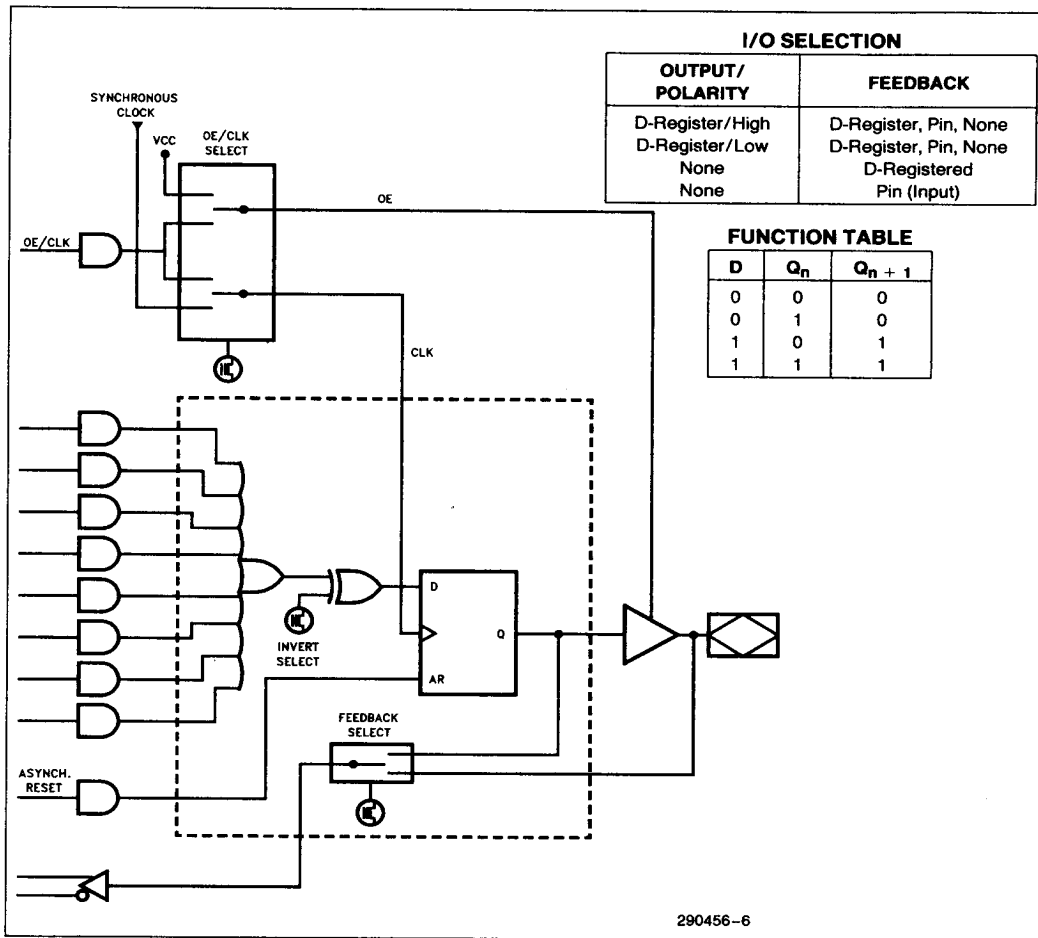 I/O SELECTION
OUTPUT/ POLARITY FEEDBACK
D-Register/High D-Register, Pin, None
D-Register/Low D-Register, Pin, None
None D-Registered
None Pin (Input)
SYNCHRONOUS
CLOCK
VCC
OE/CLK
SELECT
OE
OE/CLK
CLK
FUNCTION TABLE
D Qn Qn + 1
0 0 0
0 1 0
1 0 1
1 1 1
D
Q
AR
INVERT
SELECT
FEEDBACK
SELECT
ASYNCH.
RESET
290456-6